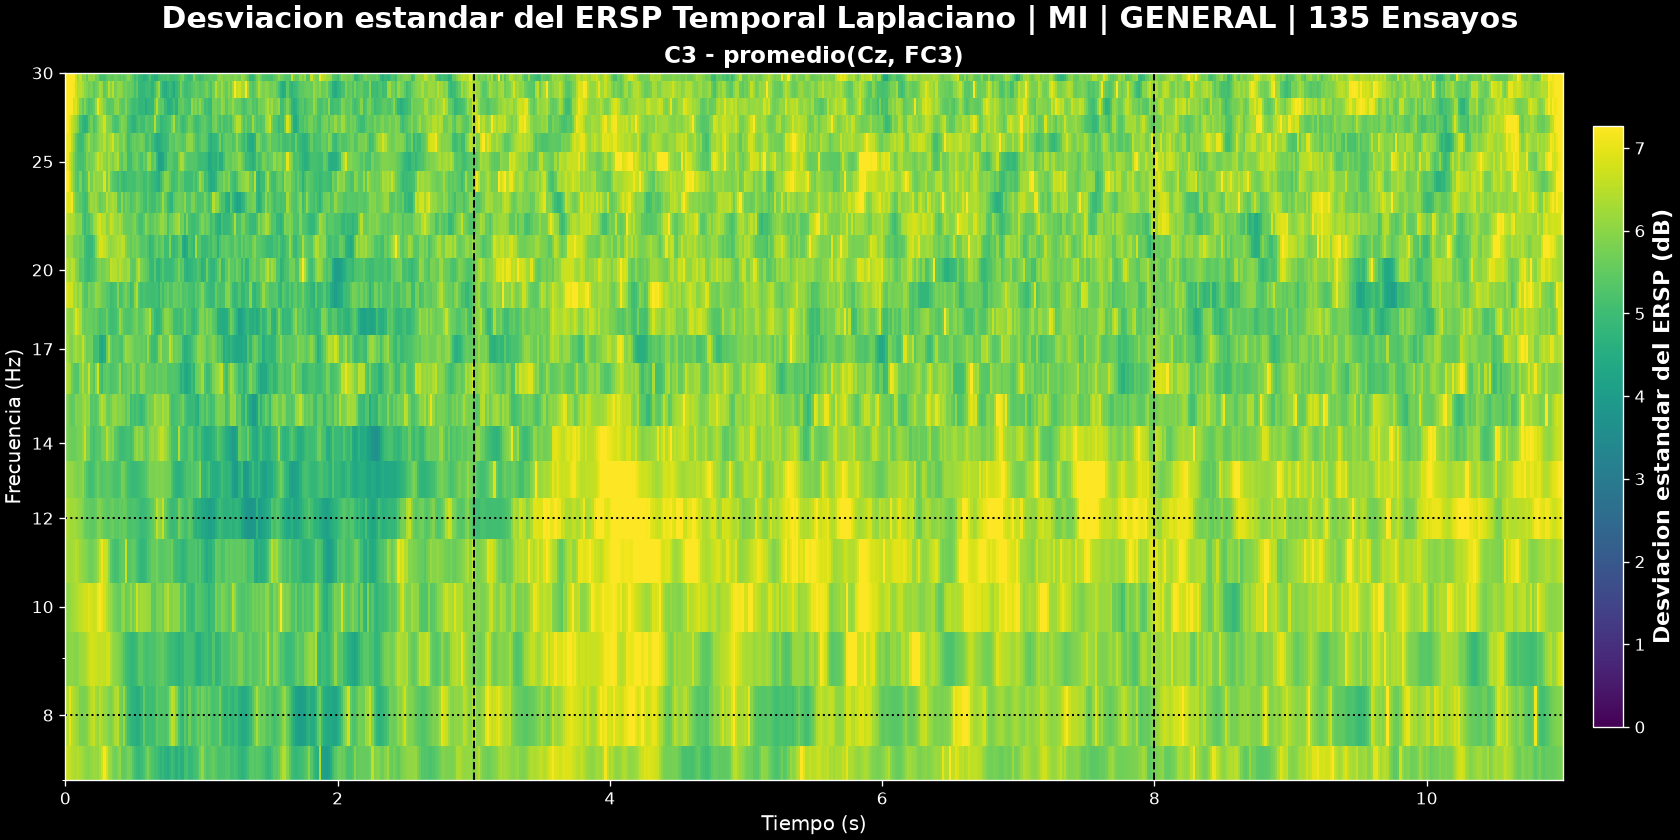 Desviacion estandar del ERSP Temporal Laplaciano | MI | GENERAL | 135 Ensayos
C3 - promedio(Cz, FC3)
30
25
20
17
14
12
10
8
Frecuencia (Hz)
0 2 4 6 8 10
Tiempo (s)
7
6
5
4
3
2
1
0
Desviacion estandar del ERSP (dB)